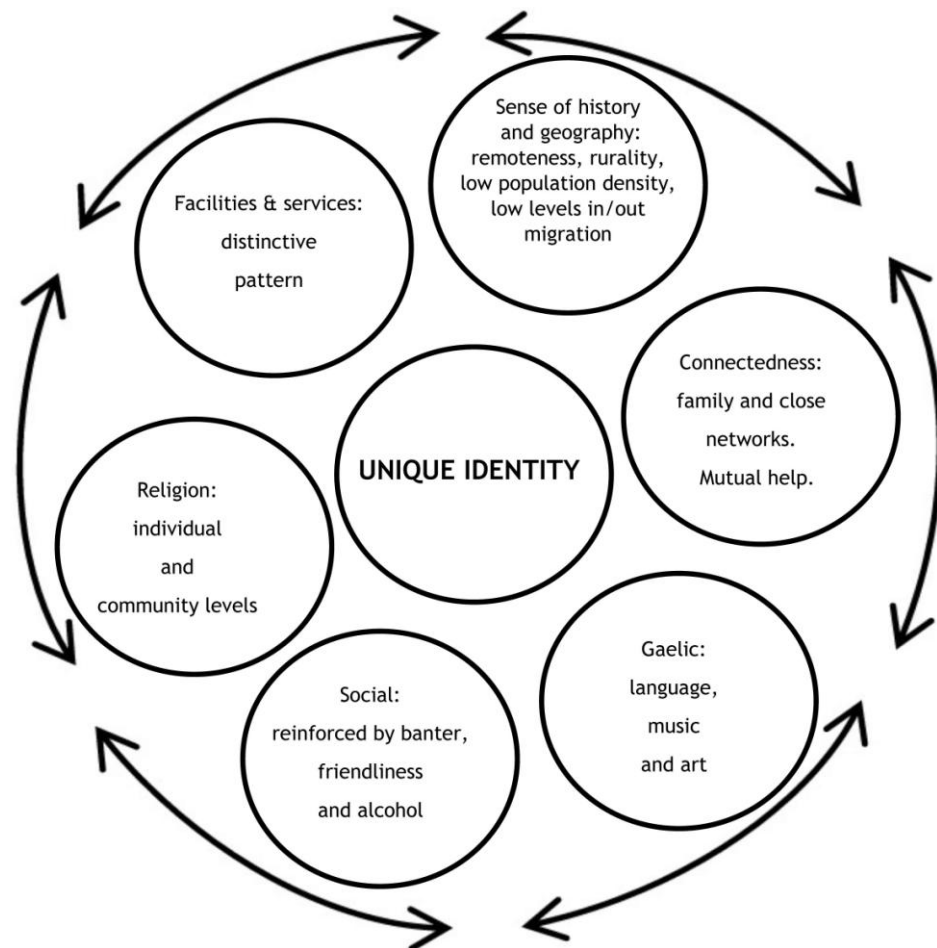 Sense of history
and geography:
remoteness, rurality,
low population density,
low levels in/out
migration
Facilities & services:
distinctive
pattern
Connectedness:
family and close
networks.
Mutual help.
UNIQUE IDENTITY
Religion:
individual
and
community levels
Gaelic:
language,
music
and art
Social:
reinforced by banter,
friendliness
and alcohol